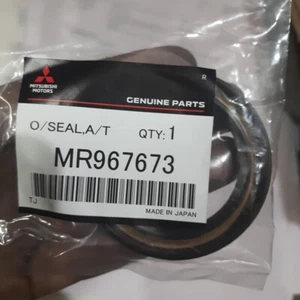 MITSUBISHI
MOTORS
R
GENUINE PARTS
O/SEAL,A/T QTY:1
MR967673
TJ MADE IN JAPAN